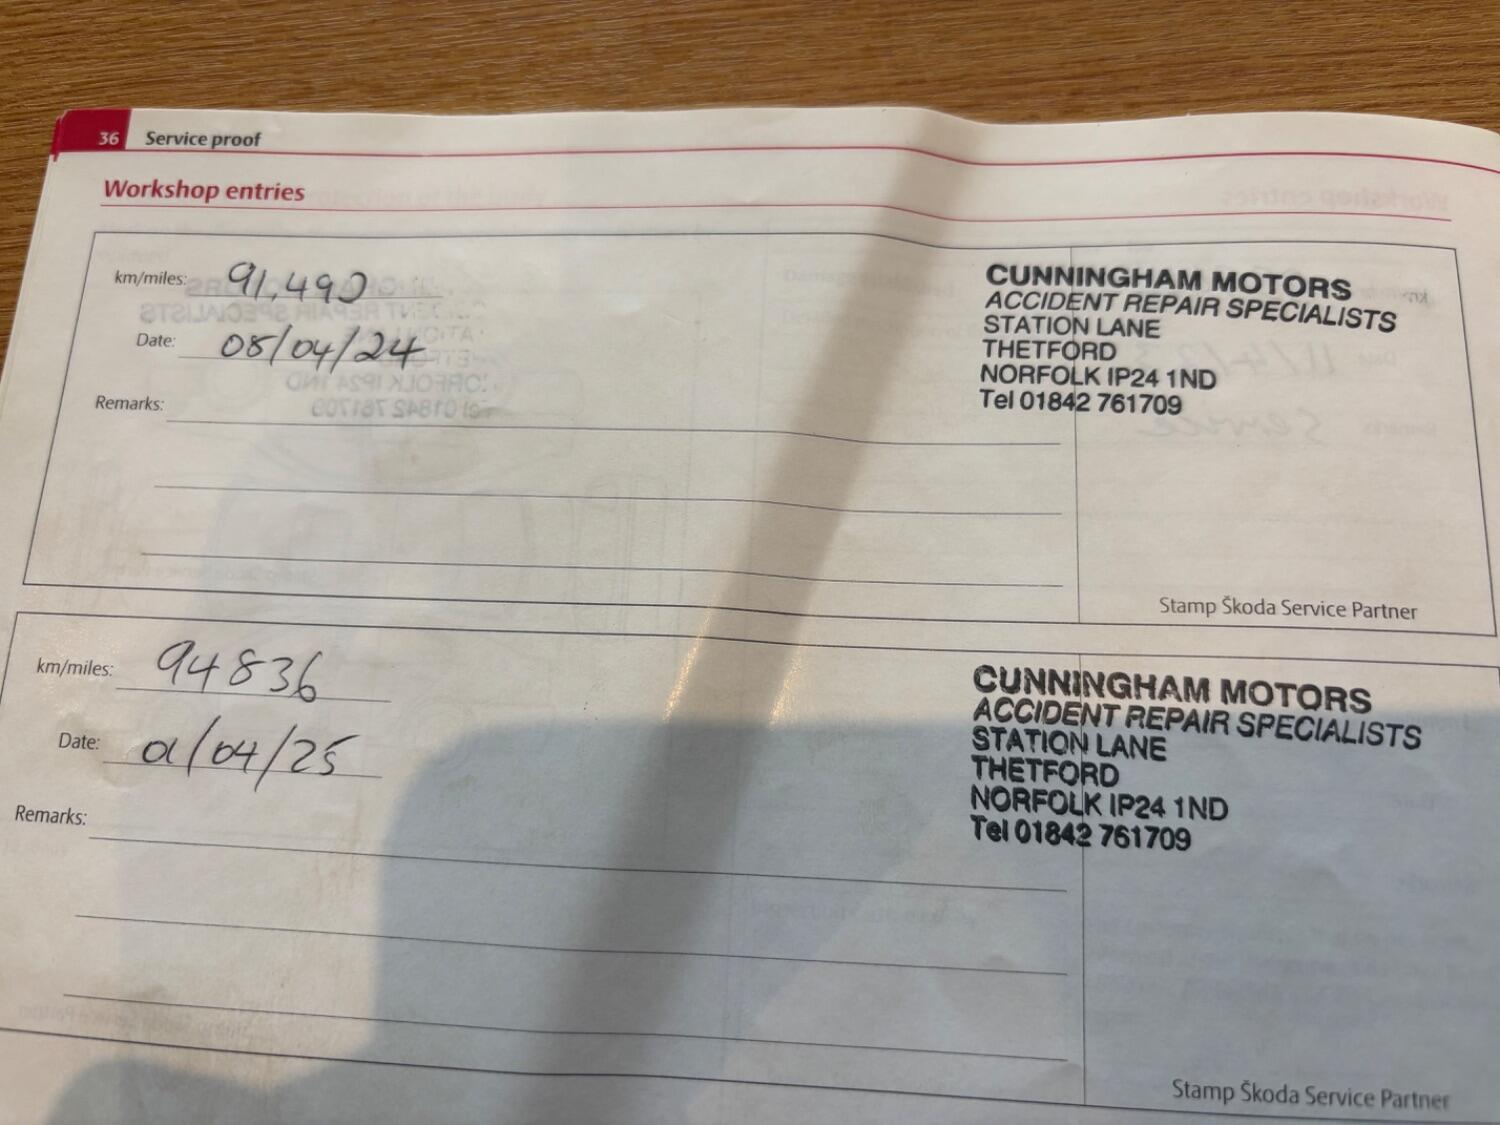 36 Service proof
Workshop entries
km/miles: 91,490
Date: 08/04/24
Remarks:
CUNNINGHAM MOTORS
ACCIDENT REPAIR SPECIALISTS
STATION LANE
THETFORD
NORFOLK IP24 1ND
Tel 01842 761709
Stamp Škoda Service Partner
km/miles: 94836
Date: 01/04/25
Remarks:
CUNNINGHAM MOTORS
ACCIDENT REPAIR SPECIALISTS
STATION LANE
THETFORD
NORFOLK IP24 1ND
Tel 01842 761709
Stamp Škoda Service Partner